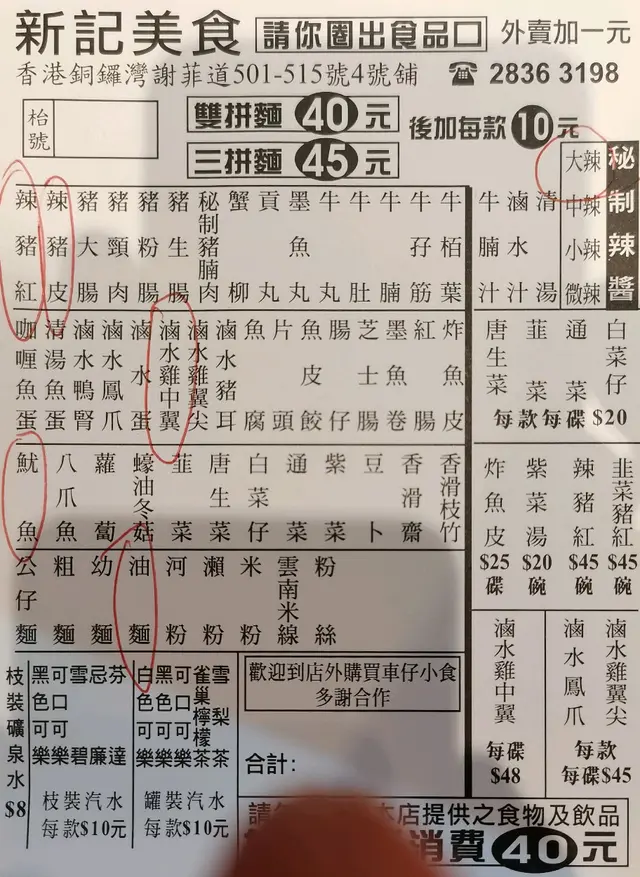 新記美食 請你圈出食品口 外賣加一元
香港銅鑼灣謝菲道501-515號4號舖 ☎ 2836 3198
枱號
雙拼麵 40 元
三拼麵 45 元
後加每款 10 元
秘制辣醬
大辣
中辣
小辣
微辣
辣豬紅
辣豬皮
豬大腸
豬頸肉
豬粉腸
豬生腸
秘制豬腩肉
蟹柳
貢丸
墨魚丸
牛丸
牛肚
牛腩
牛孖筋
牛栢葉
牛腩汁
滷水汁
清湯
咖喱魚蛋
清湯魚蛋
滷水鴨腎
滷水鳳爪
滷水蛋
滷水雞中翼
滷水雞翼尖
滷水豬耳
魚腐
片頭
魚皮餃
腸仔
芝士腸
墨魚卷
紅腸
炸魚皮
魷魚
八爪魚
蘿蔔
蠔油冬菇
韮菜
唐生菜
白菜仔
通菜
紫菜
豆卜
香滑齋
香滑枝竹
公仔麵
粗麵
幼麵
油麵
河粉
瀨粉
米粉
雲南米線
粉絲
唐生菜
韮菜
通菜
白菜仔
每款每碟 $20
炸魚皮 $25 碟
紫菜湯 $20 碗
辣豬紅 $45 碗
韮菜豬紅 $45 碗
滷水雞中翼
每碟 $48
滷水鳳爪
滷水雞翼尖
每款每碟 $45
枝裝礦泉水 $8
黑色可樂
可口可樂
雪碧
忌廉
芬達
枝裝汽水
每款$10元
白色可樂
黑色可樂
可口可樂
雀巢檸檬茶
雪梨茶
罐裝汽水
每款$10元
歡迎到店外購買車仔小食
多謝合作
合計:
請
本店提供之食物及飲品
消費 40 元